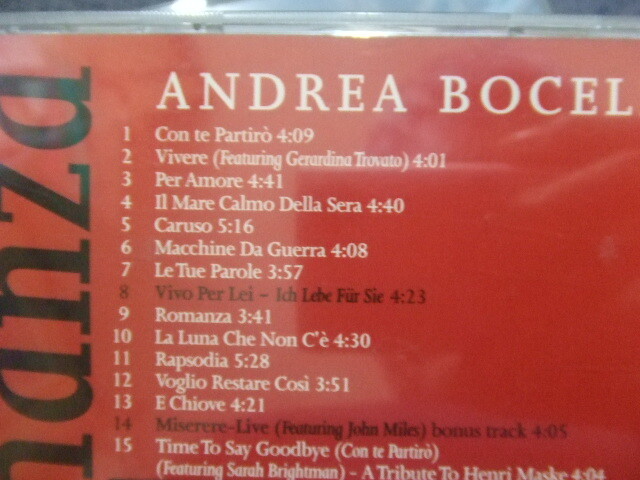 anza
ANDREA BOCEL
1 Con te Partirò 4:09
2 Vivere (Featuring Gerardina Trovato) 4:01
3 Per Amore 4:41
4 Il Mare Calmo Della Sera 4:40
5 Caruso 5:16
6 Macchine Da Guerra 4:08
7 Le Tue Parole 3:57
8 Vivo Per Lei - Ich Lebe Für Sie 4:23
9 Romanza 3:41
10 La Luna Che Non C'è 4:30
11 Rapsodia 5:28
12 Voglio Restare Così 3:51
13 E Chiove 4:21
14 Miserere-Live (Featuring John Miles) bonus track 4:05
15 Time To Say Goodbye (Con te Partirò)
(Featuring Sarah Brightman) - A Tribute To Henri Maske 4:04